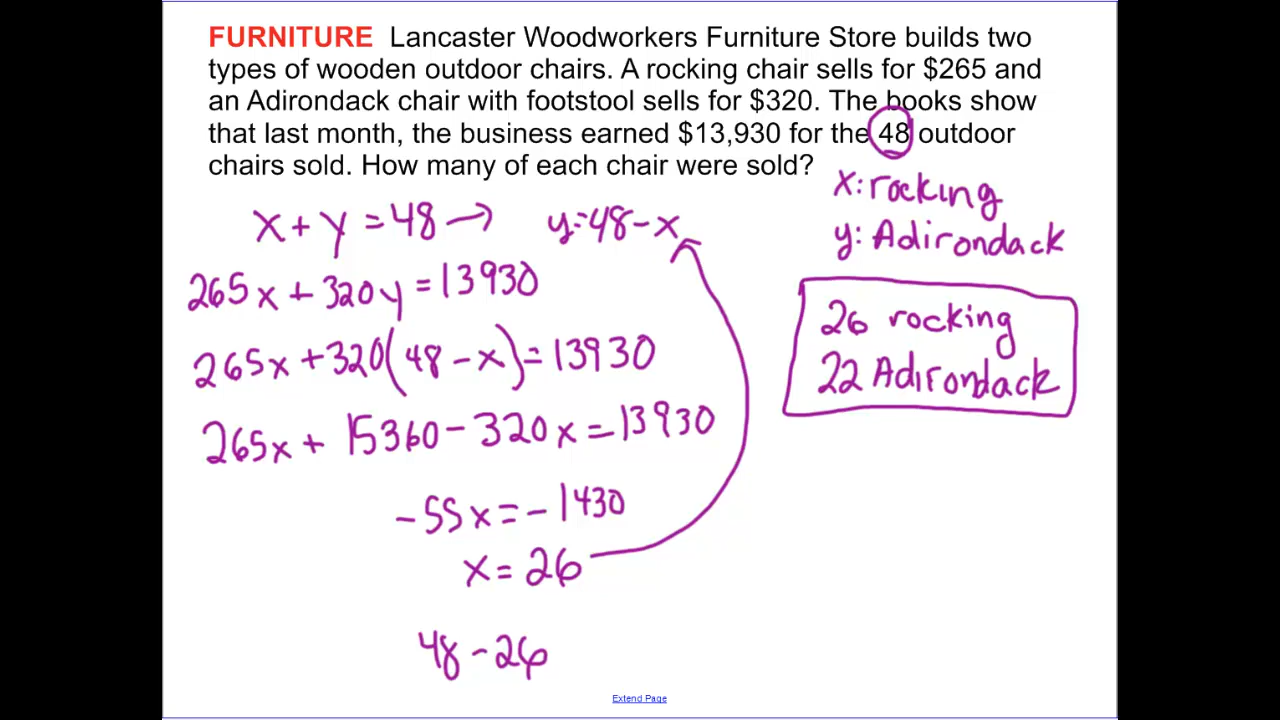 FURNITURE Lancaster Woodworkers Furniture Store builds two
types of wooden outdoor chairs. A rocking chair sells for $265 and
an Adirondack chair with footstool sells for $320. The books show
that last month, the business earned $13,930 for the 48 outdoor
chairs sold. How many of each chair were sold?
x: rocking
y: Adirondack
x + y = 48 → y = 48 - x
265x + 320y = 13930
265x + 320(48 - x) = 13930
265x + 15360 - 320x = 13930
-55x = -1430
x = 26
48 - 26
26 rocking
22 Adirondack
Extend Page